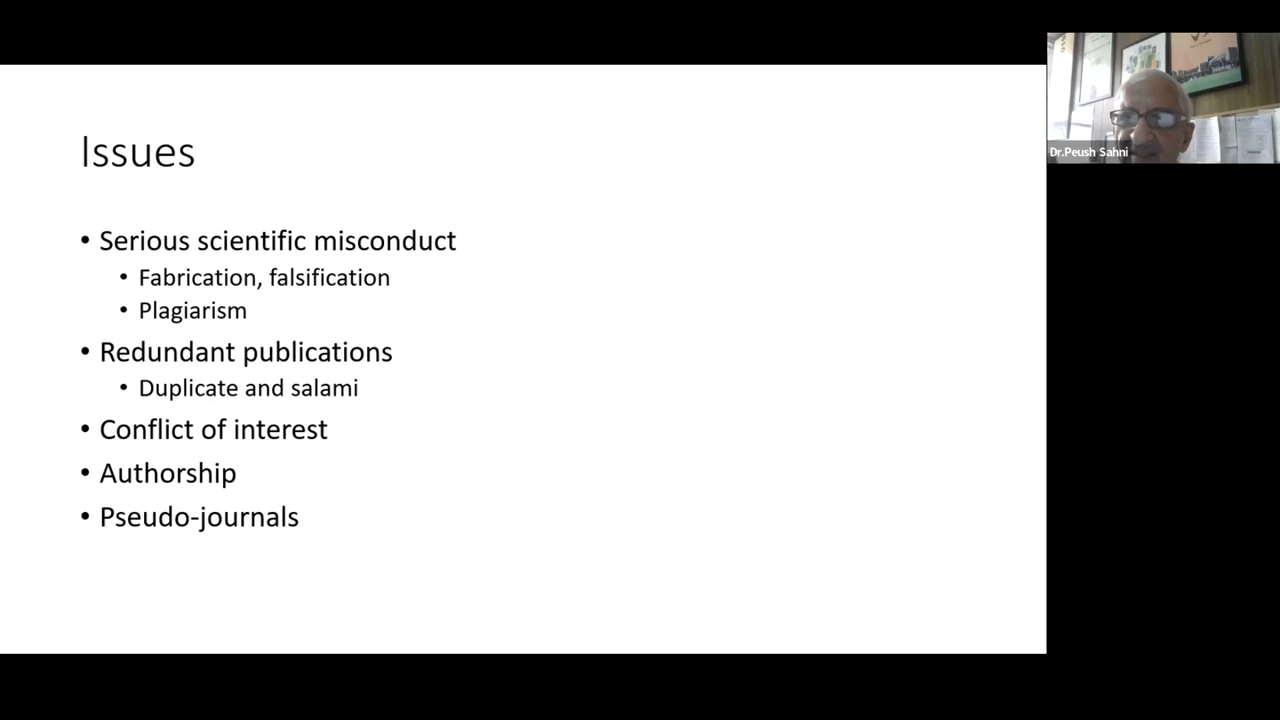 Issues
• Serious scientific misconduct
• Fabrication, falsification
• Plagiarism
• Redundant publications
• Duplicate and salami
• Conflict of interest
• Authorship
• Pseudo-journals
Dr.Peush Sahni